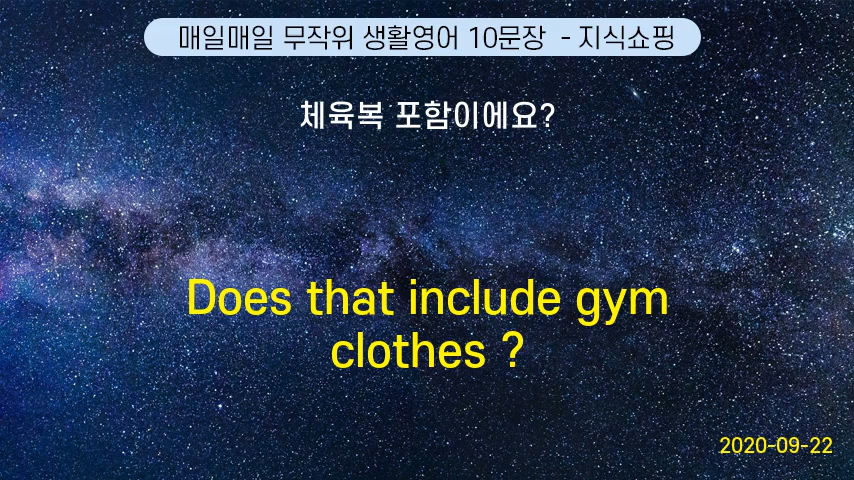 매일매일 무작위 생활영어 10문장 - 지식쇼핑
체육복 포함이에요?
Does that include gym
clothes ?
2020-09-22